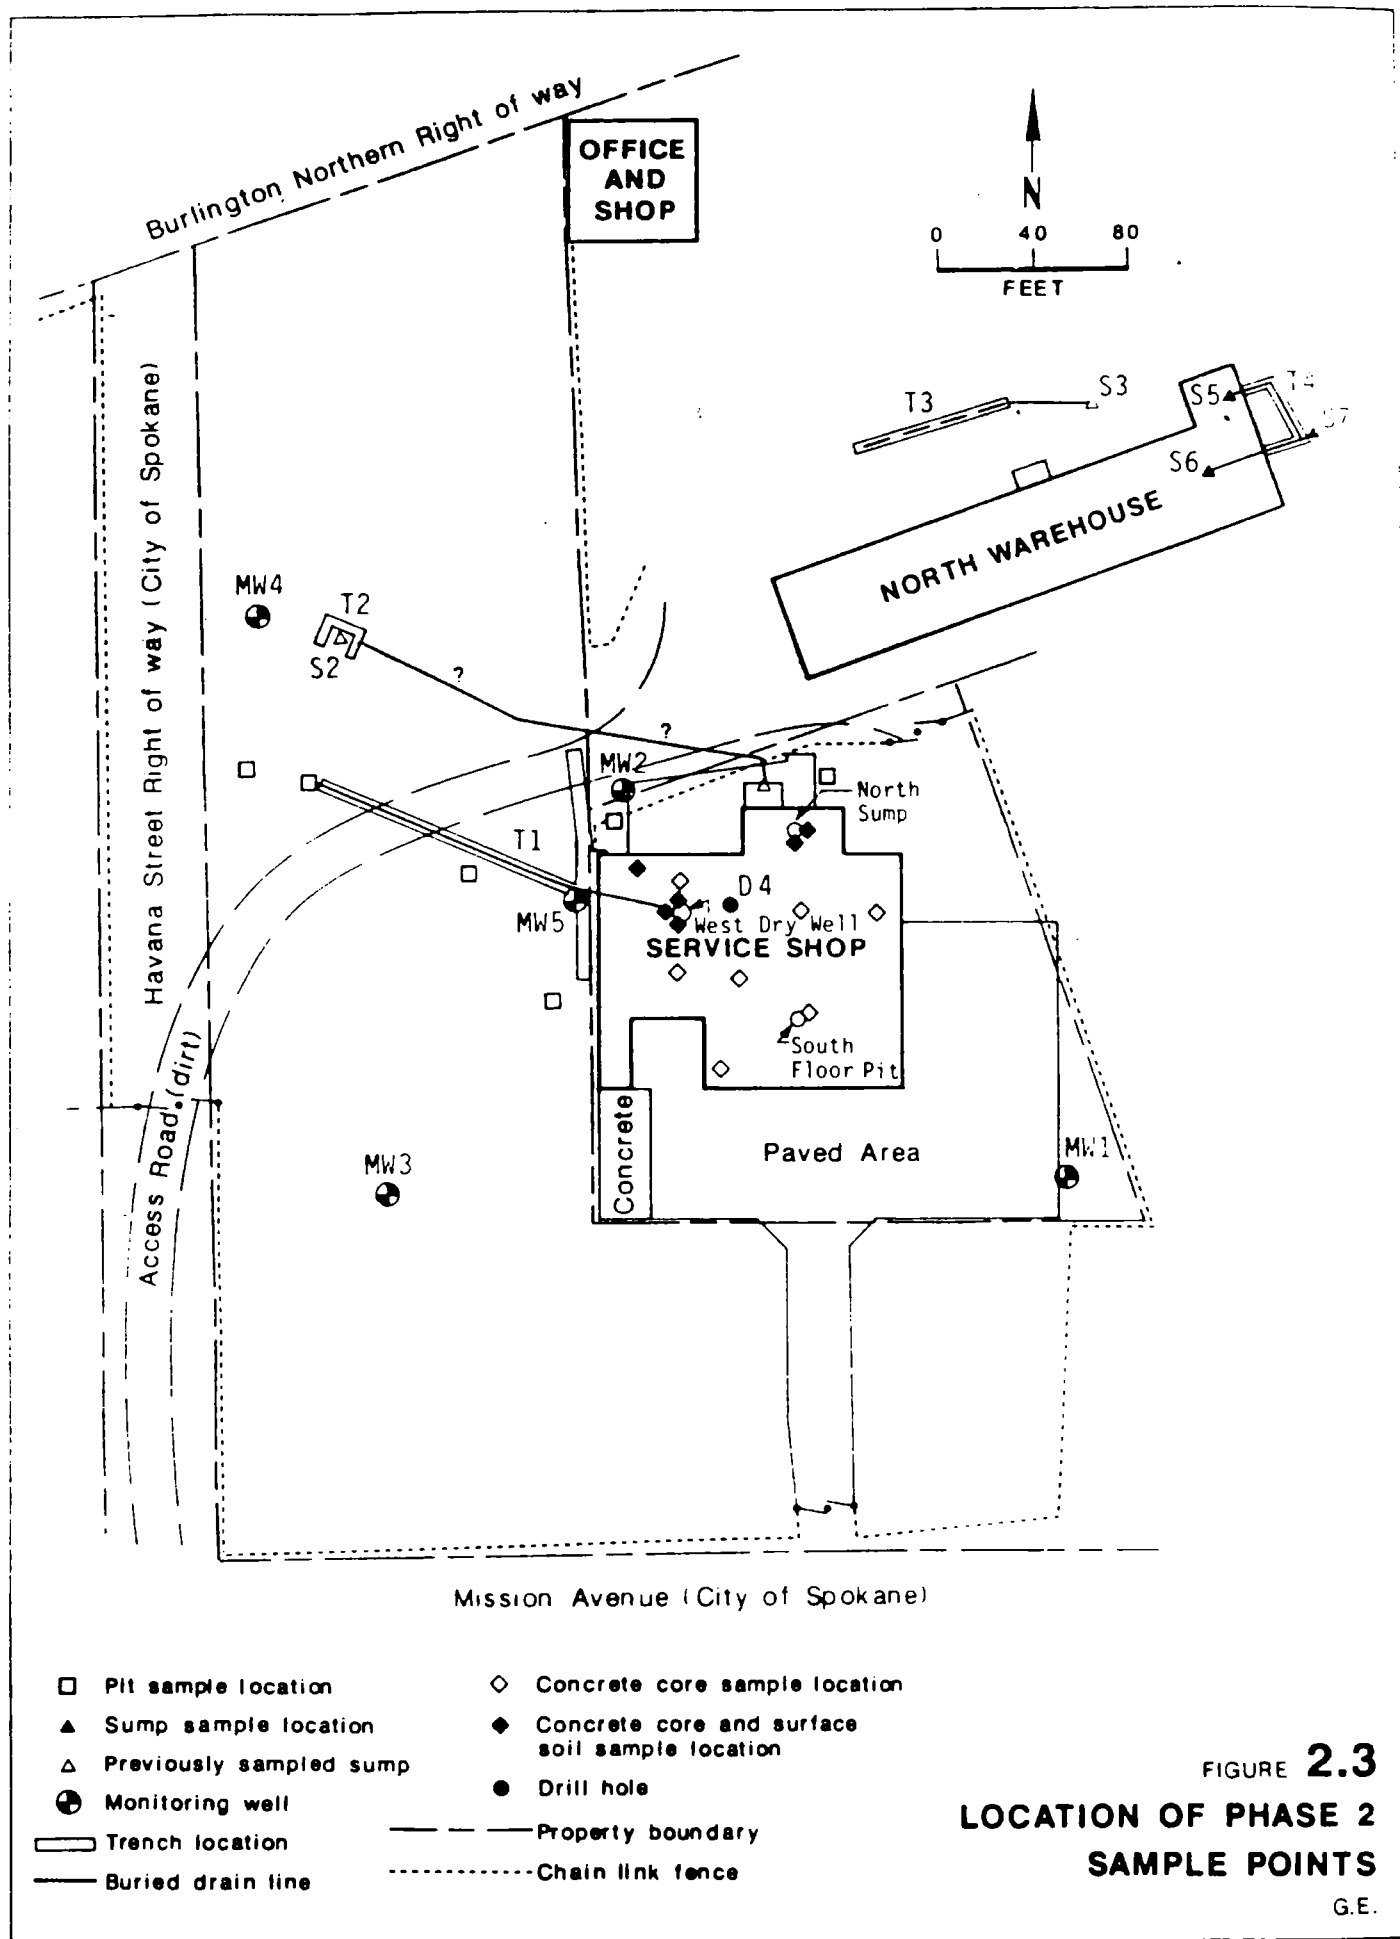 Burlington Northern Right of way
OFFICE
AND
SHOP
N
0 40 80
FEET
Havana Street Right of way (City of Spokane)
T3
S3
S5
T4
S7
S6
NORTH WAREHOUSE
MW4
T2
S2
?
?
MW2
North
Sump
T1
D4
MW5
West Dry Well
SERVICE SHOP
South
Floor Pit
Access Road (dirt)
Concrete
Paved Area
MW1
MW3
Mission Avenue (City of Spokane)
Pit sample location
Sump sample location
Previously sampled sump
Monitoring well
Trench location
Buried drain line
Concrete core sample location
Concrete core and surface
soil sample location
Drill hole
Property boundary
Chain link fence
FIGURE 2.3
LOCATION OF PHASE 2
SAMPLE POINTS
G.E.